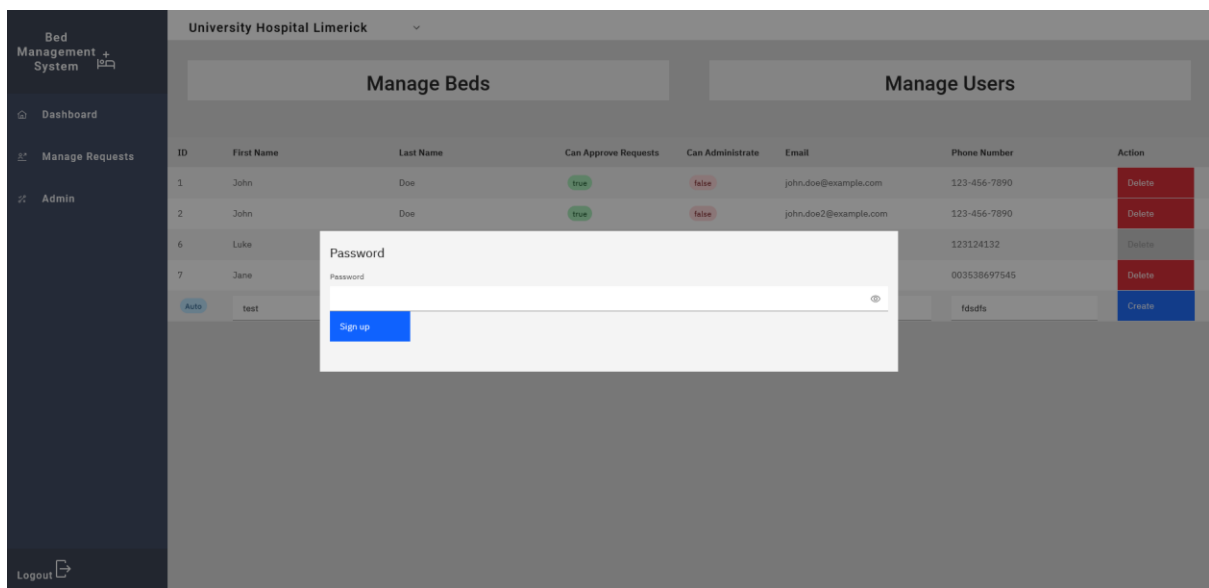 Bed
Management
System
University Hospital Limerick
Manage Beds
Manage Users
Dashboard
Manage Requests
Admin
ID First Name Last Name Can Approve Requests Can Administrate Email Phone Number Action
1 John Doe true false john.doe@example.com 123-456-7890 Delete
2 John Doe true false john.doe2@example.com 123-456-7890 Delete
6 Luke 123124132 Delete
7 Jane 003538697545 Delete
Auto test fdsdfs Create
Password
Password
Sign up
Logout